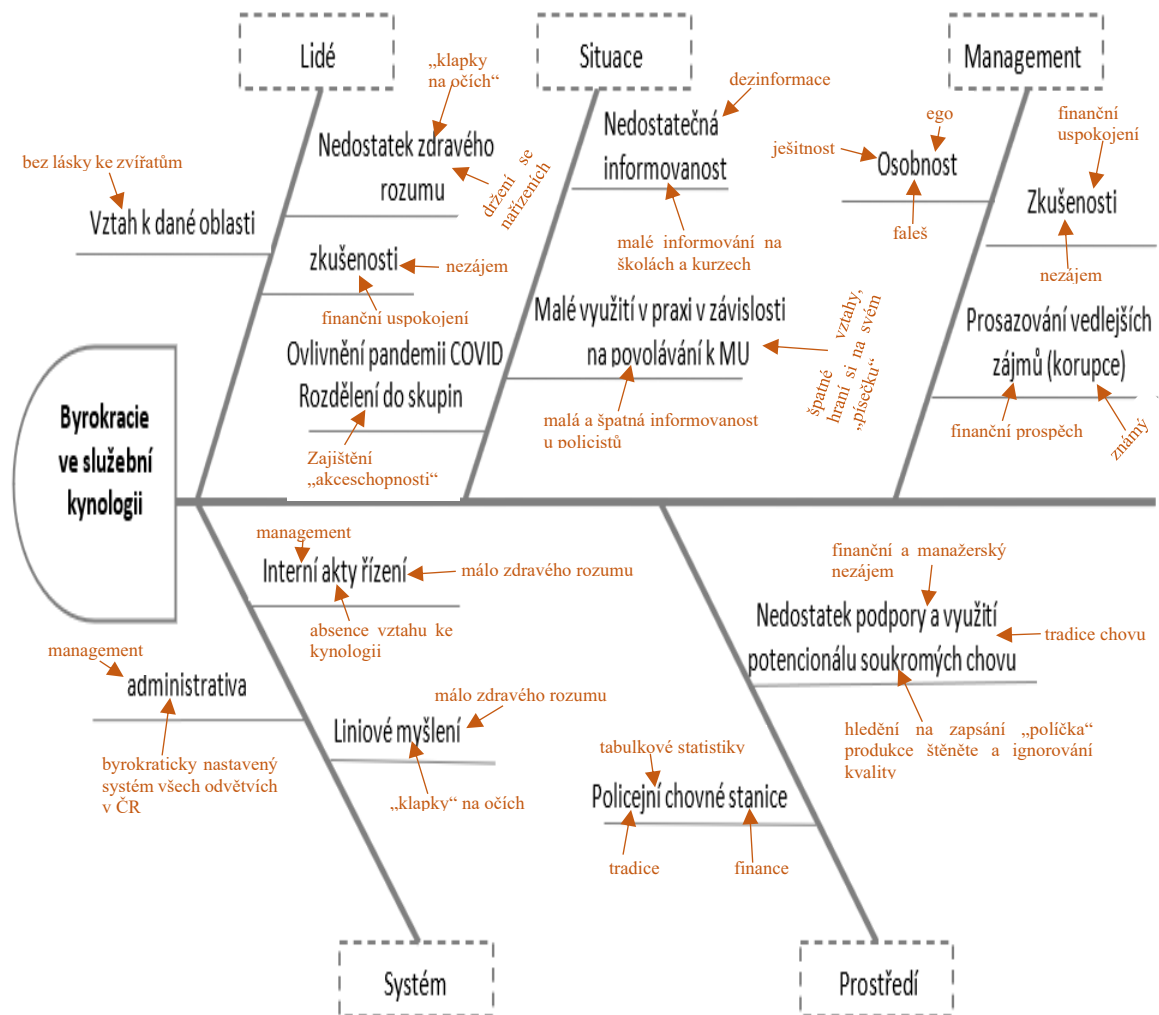 Lidé
Situace
Management
„klapky
na očích“
Nedostatek zdravého
rozumu
držení se
nařízeních
bez lásky ke zvířatům
Vztah k dané oblasti
zkušenosti
nezájem
finanční uspokojení
Ovlivnění pandemii COVID
Rozdělení do skupin
Zajištění
„akceschopnosti“
dezinformace
Nedostatečná
informovanost
malé informování na
školách a kurzech
Malé využití v praxi v závislosti
na povolávání k MU
špatné vztahy,
hraní si na svém
„písečku“
malá a špatná informovanost
u policistů
ego
ješitnost
Osobnost
faleš
finanční
uspokojení
Zkušenosti
nezájem
Prosazování vedlejších
zájmů (korupce)
finanční prospěch
známý
Byrokracie
ve služební
kynologii
management
Interní akty řízení
málo zdravého rozumu
absence vztahu ke
kynologii
management
administrativa
byrokraticky nastavený
systém všech odvětvích
v ČR
málo zdravého rozumu
Liniové myšlení
„klapky“ na očích
finanční a manažerský
nezájem
Nedostatek podpory a využití
potencionálu soukromých chovu
tradice chovu
hledění na zapsání „políčka“
produkce štěněte a ignorování
kvality
tabulkové statistiky
Policejní chovné stanice
tradice
finance
Systém
Prostředí